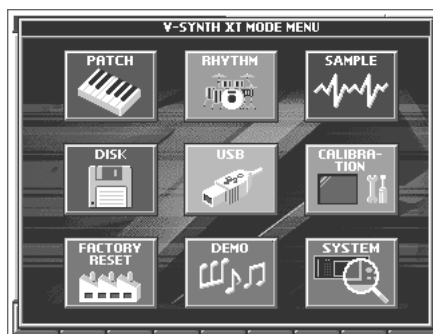 V-SYNTH XT MODE MENU
PATCH
RHYTHM
SAMPLE
DISK
USB
CALIBRA-
TION
FACTORY
RESET
DEMO
SYSTEM